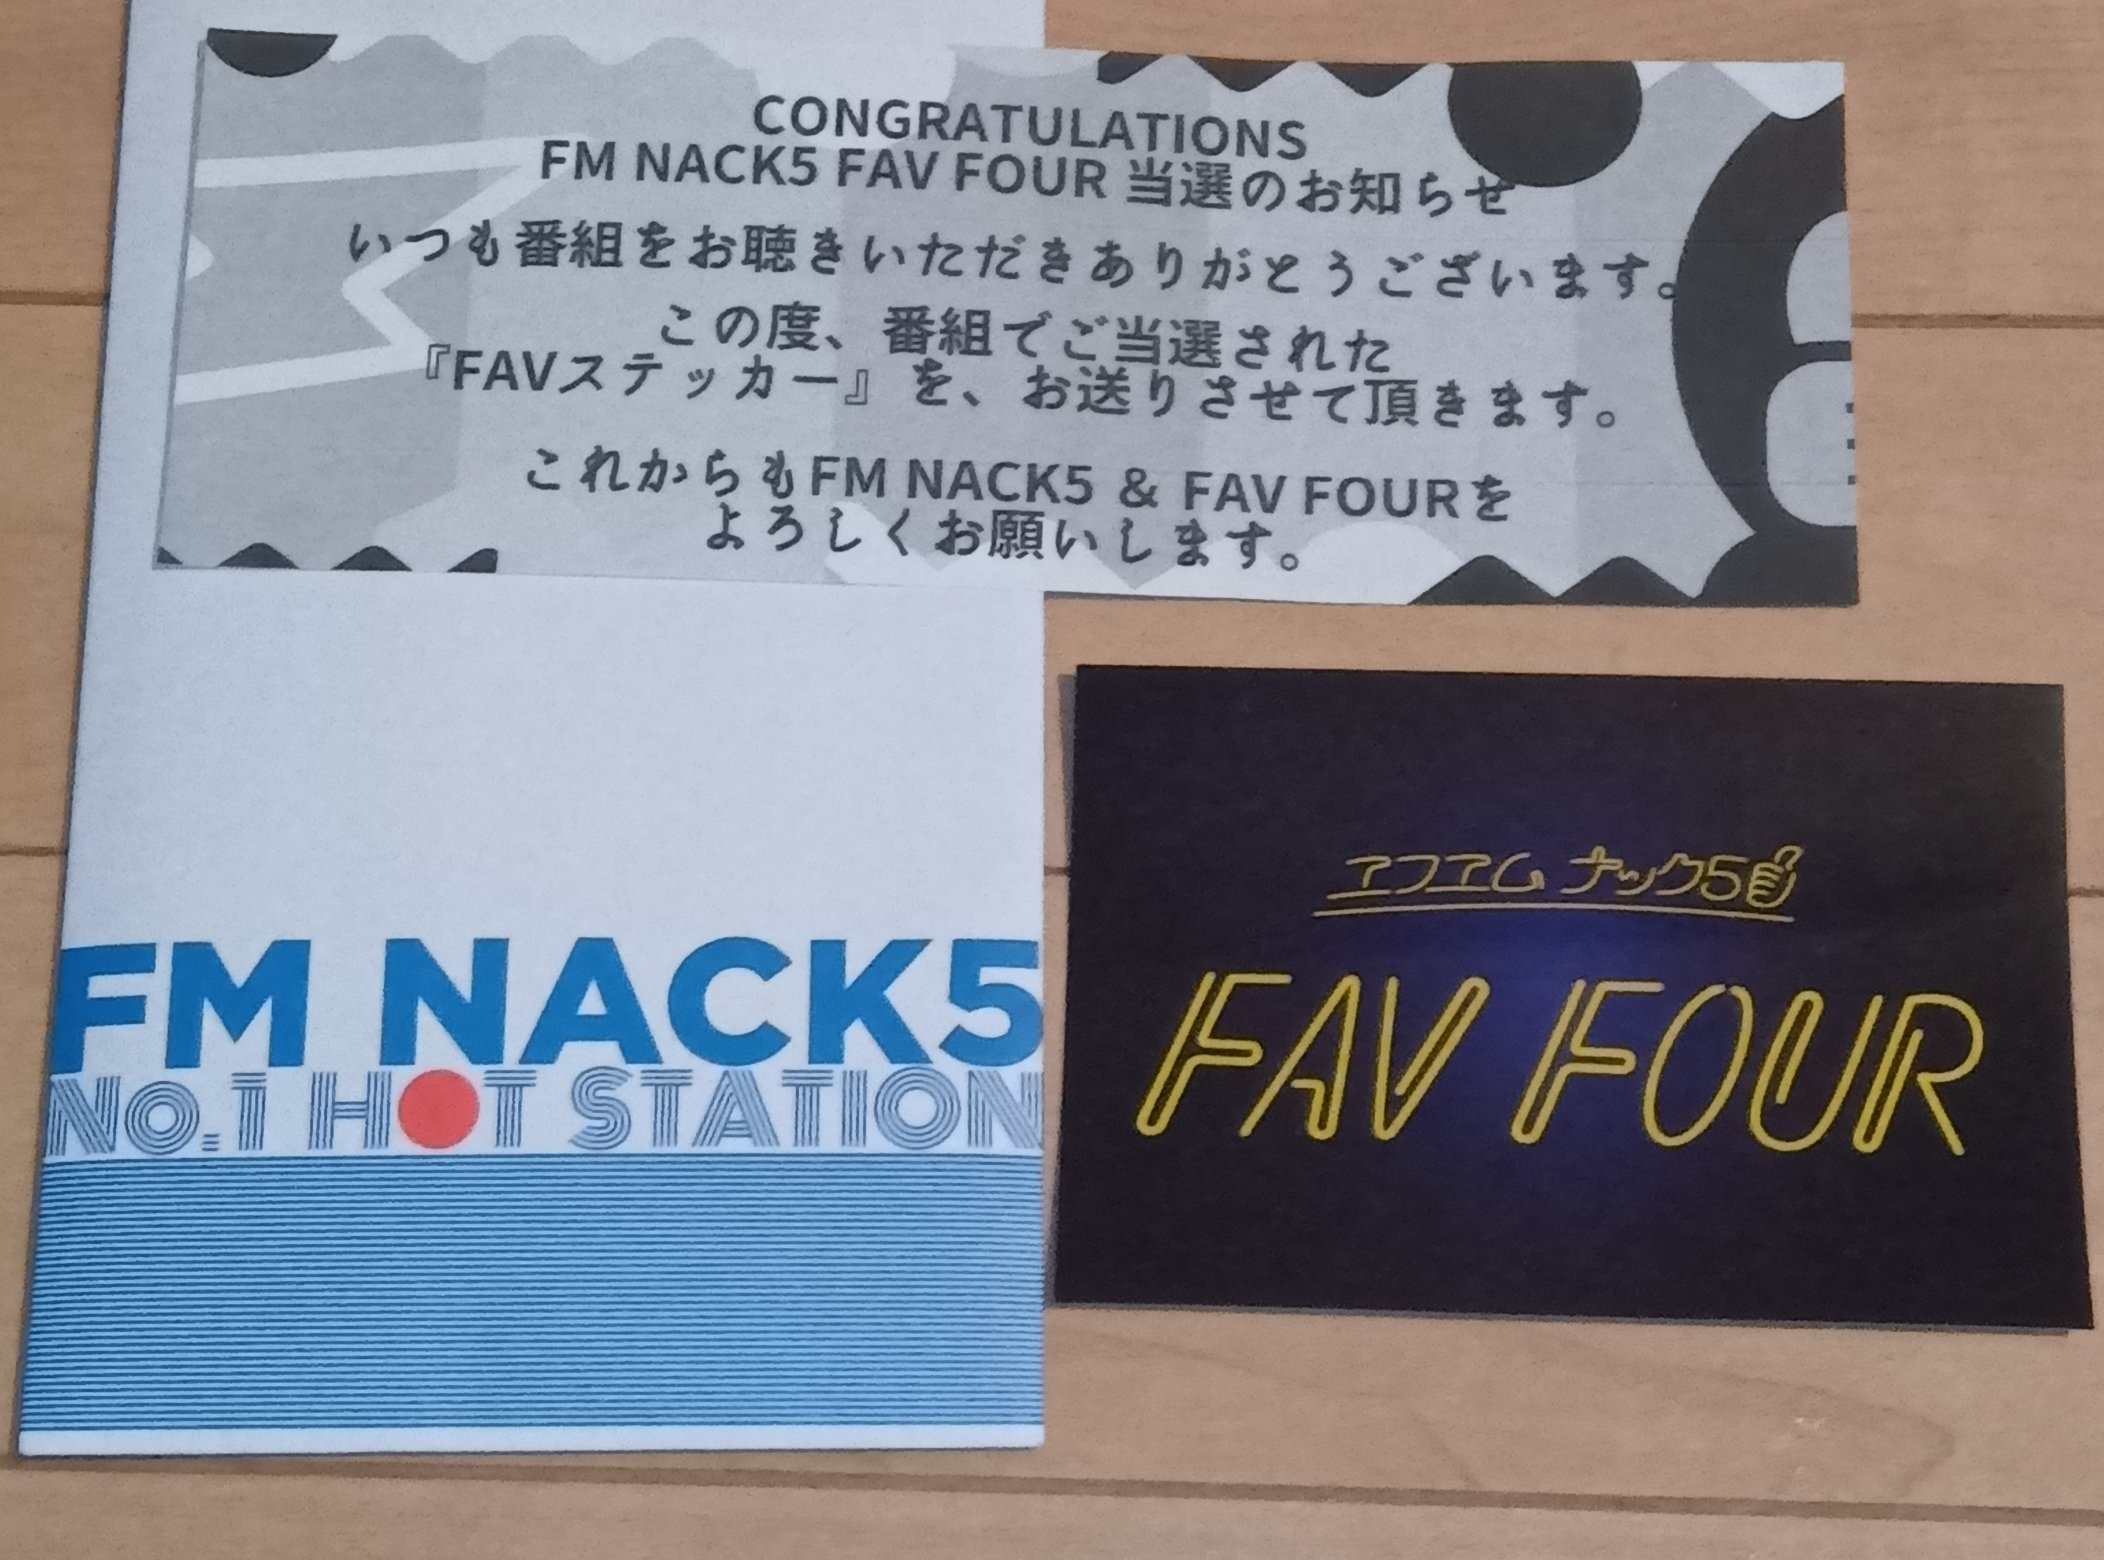 CONGRATULATIONS
FM NACK5 FAV FOUR 当選のお知らせ
いつも番組をお聴きいただきありがとうございます。
この度、番組でご当選された
『FAVステッカー』を、お送りさせて頂きます。
これからもFM NACK5 & FAV FOURを
よろしくお願いします。
FM NACK5
No.1 HOT STATION
エフエム ナック5
FAV FOUR